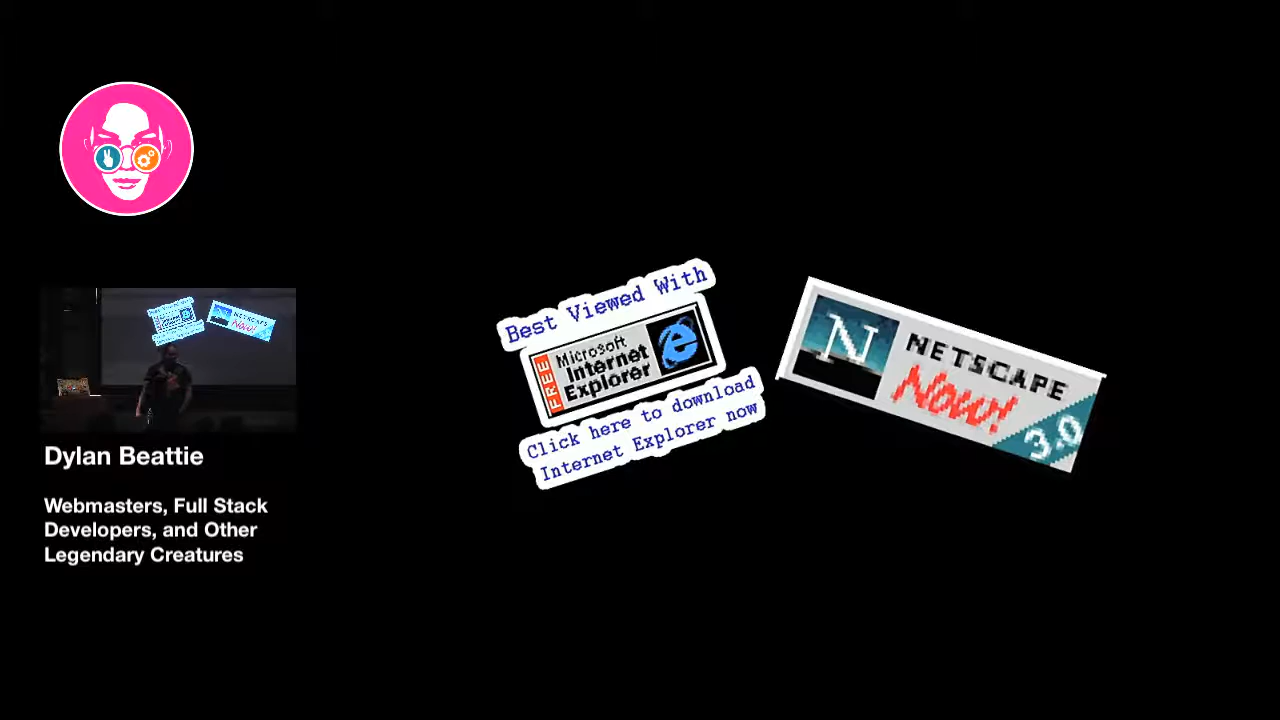 Best Viewed With
FREE
Microsoft
Internet
Explorer
Click here to download
Internet Explorer now
N
NETSCAPE
Now!
3.0
Dylan Beattie
Webmasters, Full Stack
Developers, and Other
Legendary Creatures